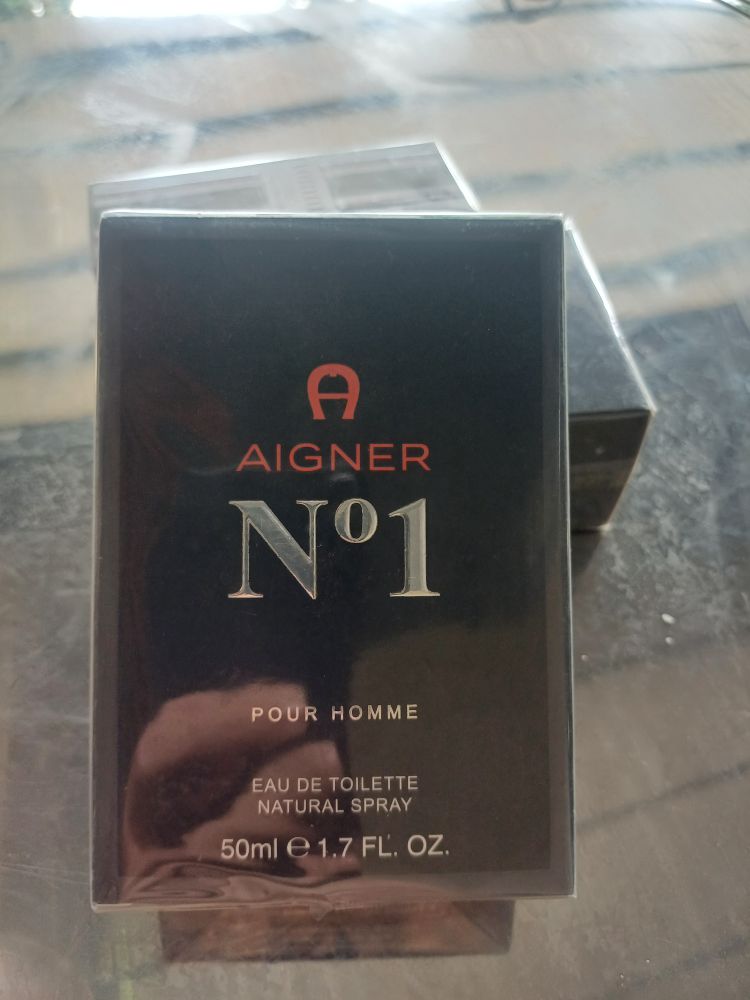 AIGNER
Nº1
POUR HOMME
EAU DE TOILETTE
NATURAL SPRAY
50ml ℮ 1.7 FL. OZ.